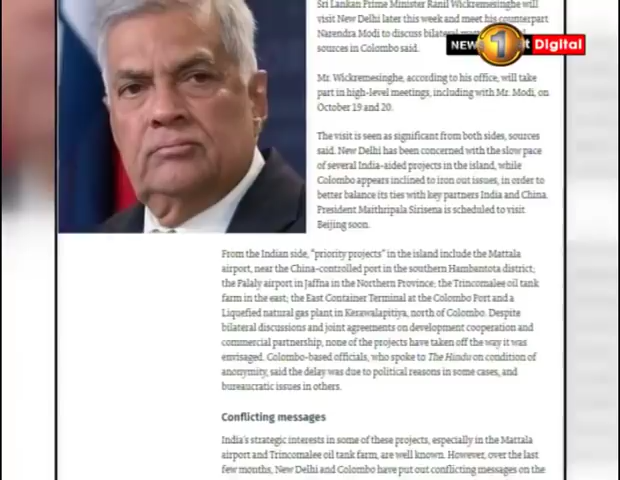 Sri Lankan Prime Minister Ranil Wickremesinghe will
visit New Delhi later this week and meet his counterpart
Narendra Modi to discuss bilateral
sources in Colombo said.
NEWS 1st Digital
Mr. Wickremesinghe, according to his office, will take
part in high-level meetings, including with Mr. Modi, on
October 19 and 20.
The visit is seen as significant from both sides, sources
said. New Delhi has been concerned with the slow pace
of several India-aided projects in the island, while
Colombo appears inclined to iron out issues, in order to
better balance its ties with key partners India and China.
President Maithripala Sirisena is scheduled to visit
Beijing soon.
From the Indian side, “priority projects” in the island include the Mattala
airport, near the China-controlled port in the southern Hambantota district;
the Palaly airport in Jaffna in the Northern Province; the Trincomalee oil tank
farm in the east; the East Container Terminal at the Colombo Port and a
Liquefied natural gas plant in Kerawalapitiya, north of Colombo. Despite
bilateral discussions and joint agreements on development cooperation and
commercial partnership, none of the projects have taken off the way it was
envisaged. Colombo-based officials, who spoke to The Hindu on condition of
anonymity, said the delay was due to political reasons in some cases, and
bureaucratic issues in others.
Conflicting messages
India’s strategic interests in some of these projects, especially in the Mattala
airport and Trincomalee oil tank farm, are well known. However, over the last
few months, New Delhi and Colombo have put out conflicting messages on the